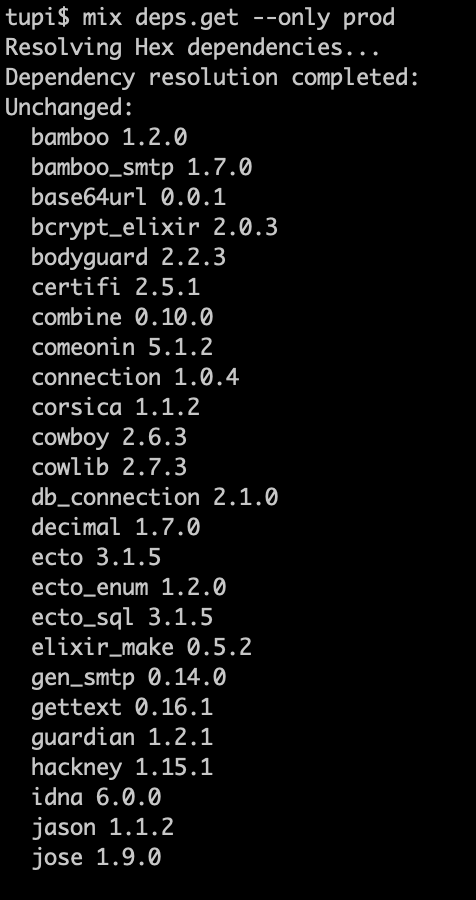 tupi$ mix deps.get --only prod
Resolving Hex dependencies...
Dependency resolution completed:
Unchanged:
  bamboo 1.2.0
  bamboo_smtp 1.7.0
  base64url 0.0.1
  bcrypt_elixir 2.0.3
  bodyguard 2.2.3
  certifi 2.5.1
  combine 0.10.0
  comeonin 5.1.2
  connection 1.0.4
  corsica 1.1.2
  cowboy 2.6.3
  cowlib 2.7.3
  db_connection 2.1.0
  decimal 1.7.0
  ecto 3.1.5
  ecto_enum 1.2.0
  ecto_sql 3.1.5
  elixir_make 0.5.2
  gen_smtp 0.14.0
  gettext 0.16.1
  guardian 1.2.1
  hackney 1.15.1
  idna 6.0.0
  jason 1.1.2
  jose 1.9.0